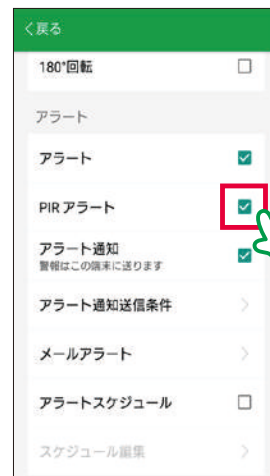 く戻る
180°回転
アラート
アラート
PIR アラート
アラート通知
警報はこの端末に送ります
アラート通知送信条件
メールアラート
アラートスケジュール
スケジュール編集